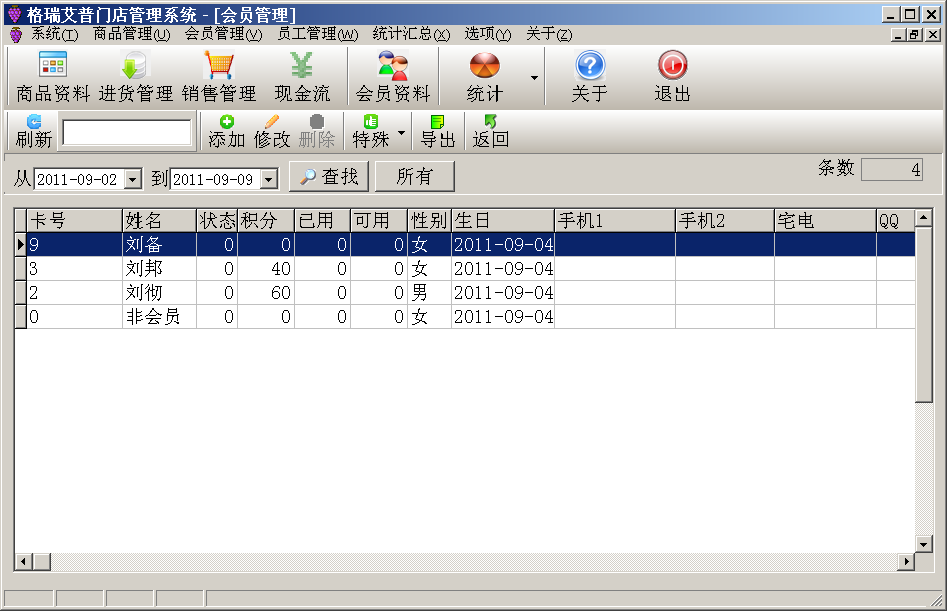 格瑞艾普门店管理系统 - [会员管理]
系统(T) 商品管理(U) 会员管理(V) 员工管理(W) 统计汇总(X) 选项(Y) 关于(Z)
商品资料 进货管理 销售管理 现金流 会员资料 统计 关于 退出
刷新 添加 修改 删除 特殊 导出 返回
从 2011-09-02 到 2011-09-09 查找 所有 条数 4
卡号 姓名 状态 积分 已用 可用 性别 生日 手机1 手机2 宅电 QQ
9 刘备 0 0 0 0 女 2011-09-04
3 刘邦 0 40 0 0 女 2011-09-04
2 刘彻 0 60 0 0 男 2011-09-04
0 非会员 0 0 0 0 女 2011-09-04